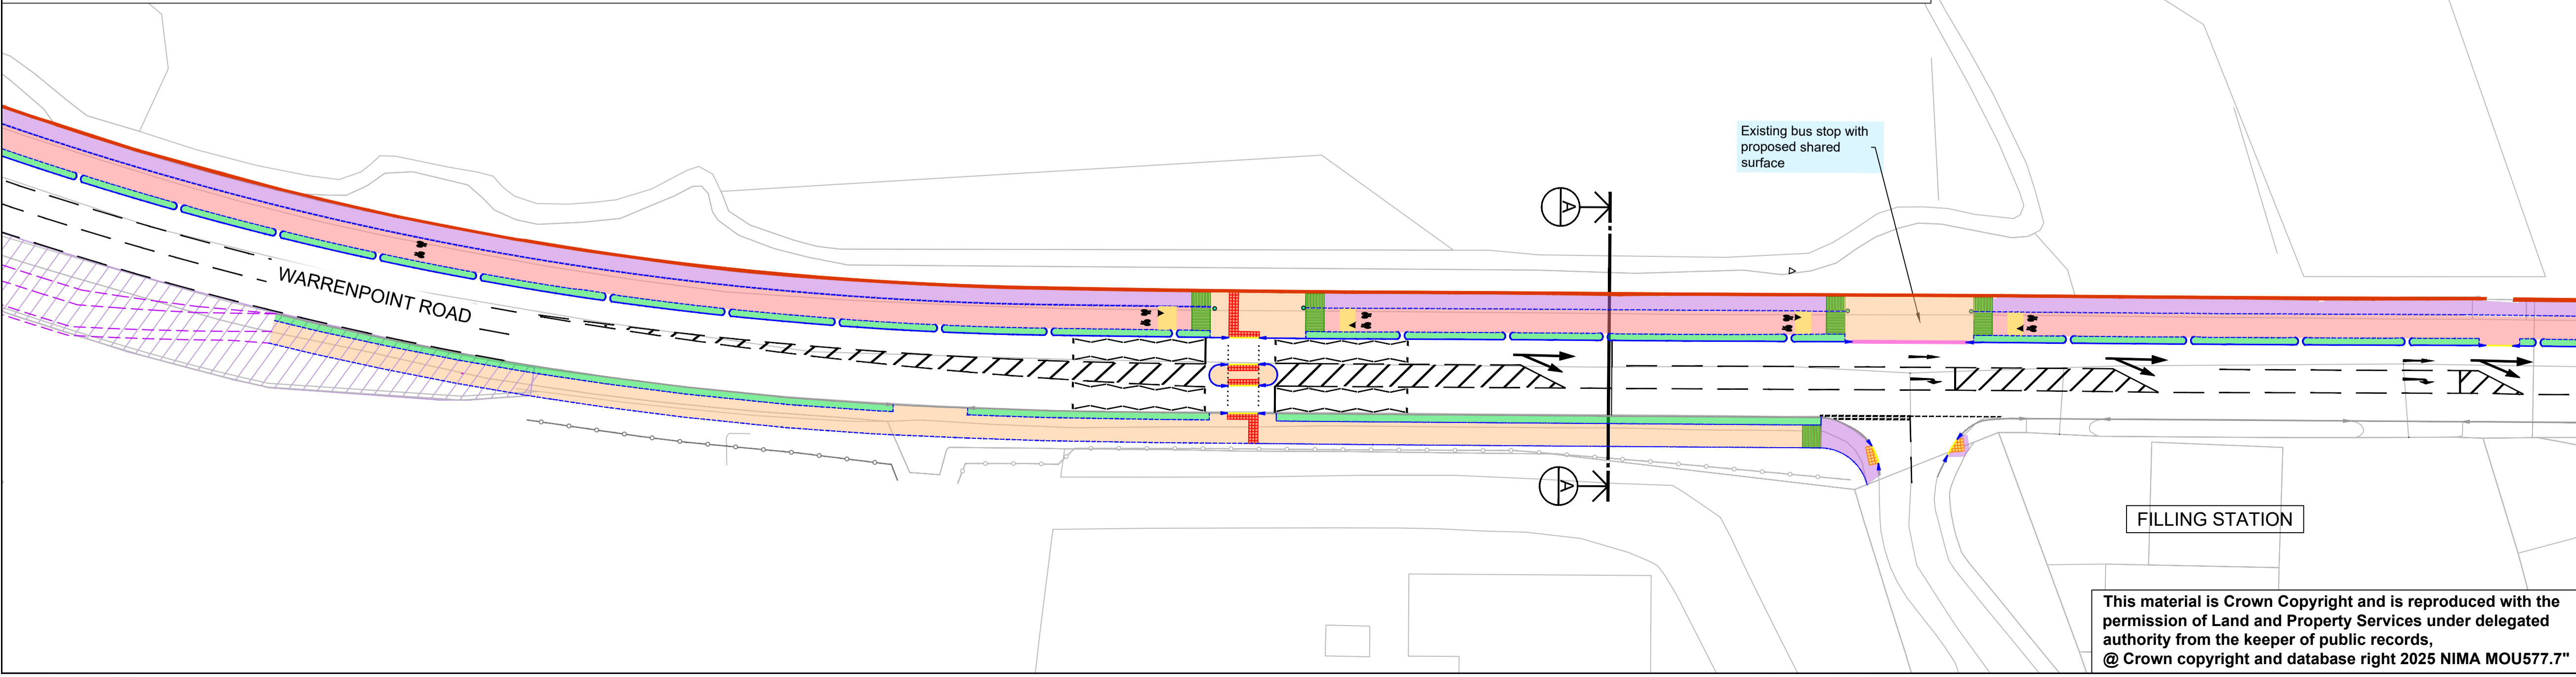 Existing bus stop with
proposed shared
surface
A
WARRENPOINT ROAD
A
FILLING STATION
This material is Crown Copyright and is reproduced with the
permission of Land and Property Services under delegated
authority from the keeper of public records,
@ Crown copyright and database right 2025 NIMA MOU577.7"